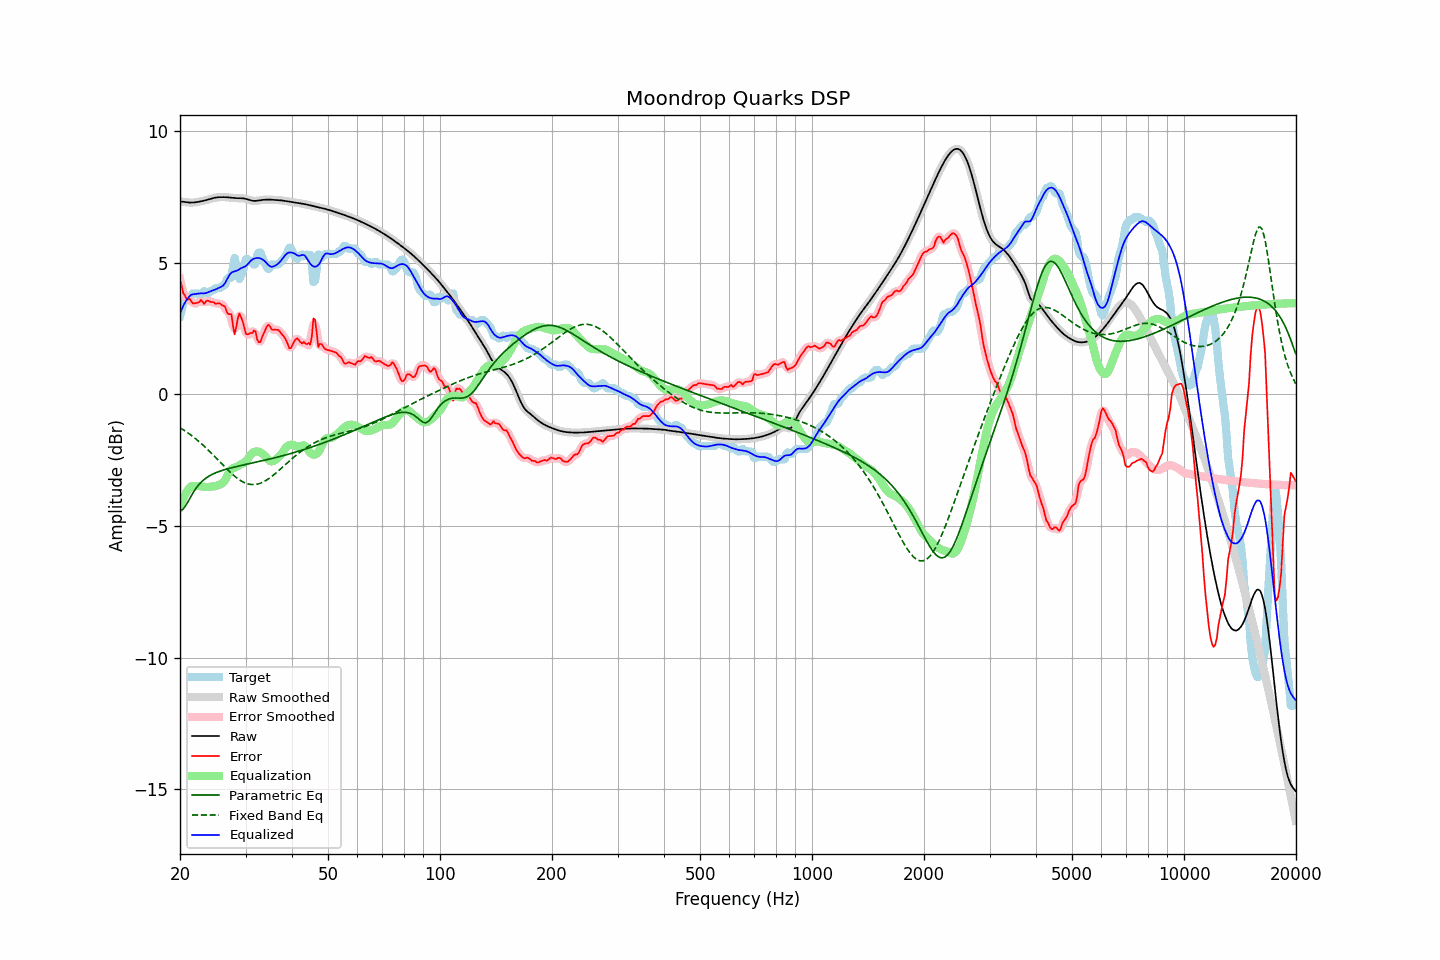 Moondrop Quarks DSP
10
5
0
−5
−10
−15
Amplitude (dBr)
Target
Raw Smoothed
Error Smoothed
Raw
Error
Equalization
Parametric Eq
Fixed Band Eq
Equalized
20 50 100 200 500 1000 2000 5000 10000 20000
Frequency (Hz)